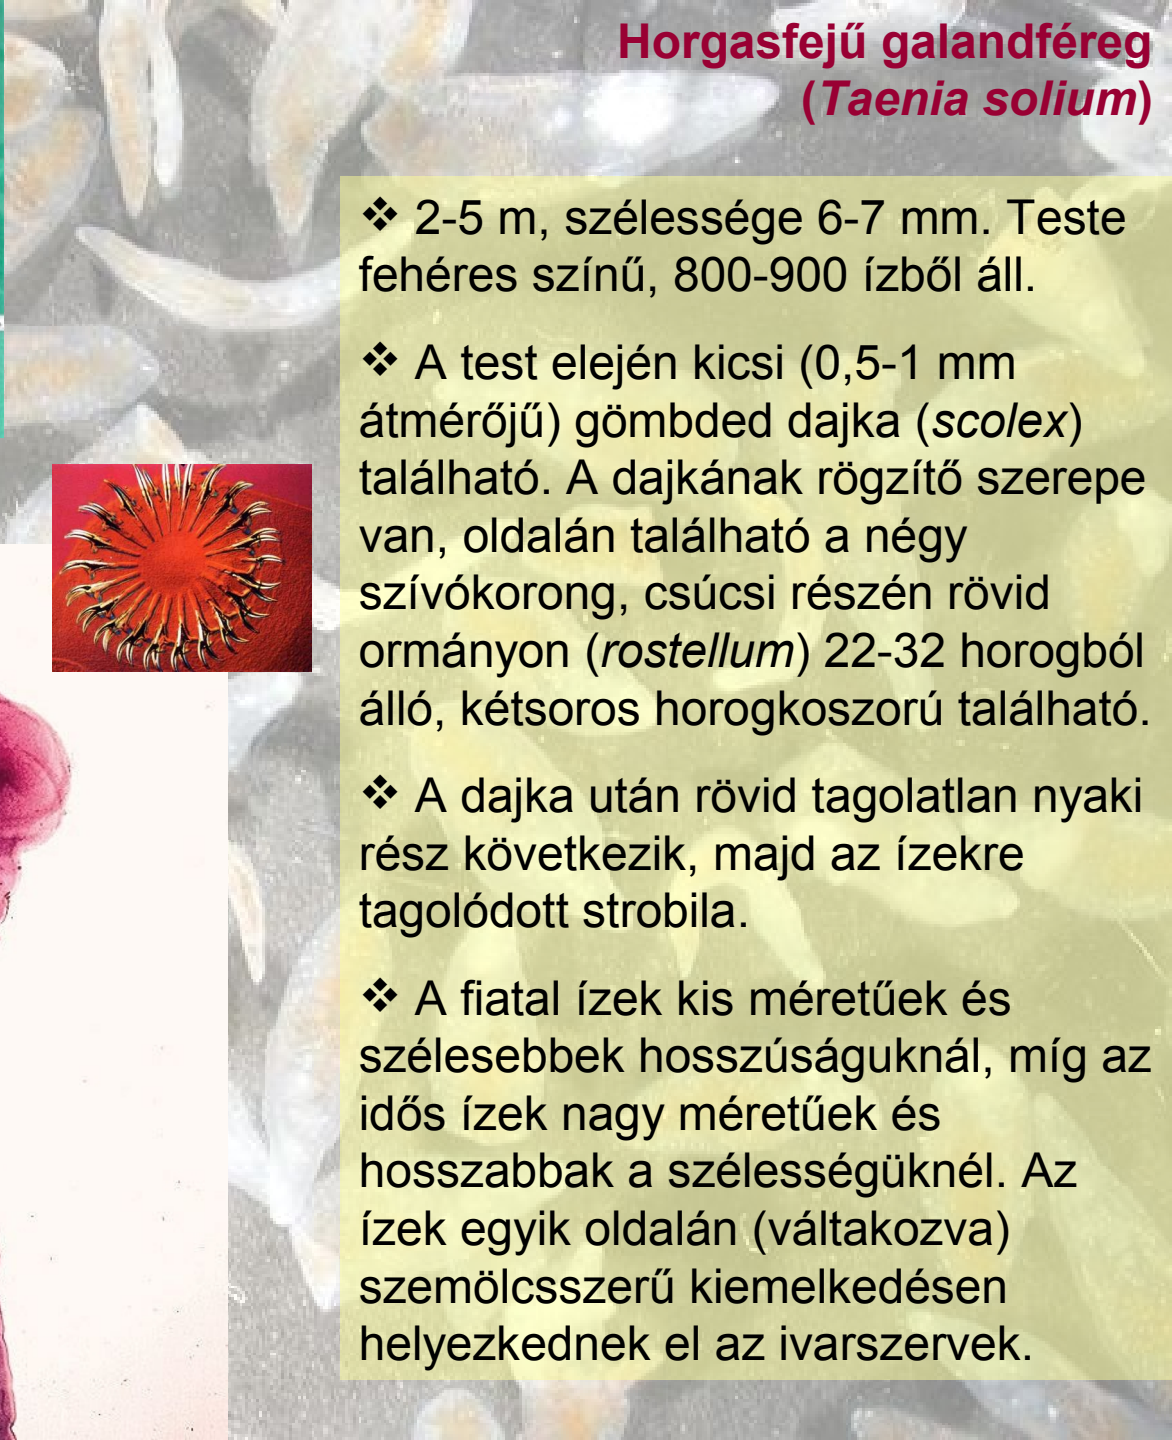 Horgasfejű galandféreg
(Taenia solium)
❖ 2-5 m, szélessége 6-7 mm. Teste
fehéres színű, 800-900 ízből áll.
❖ A test elején kicsi (0,5-1 mm
átmérőjű) gömbded dajka (scolex)
található. A dajkának rögzítő szerepe
van, oldalán található a négy
szívókorong, csúcsi részén rövid
ormányon (rostellum) 22-32 horogból
álló, kétsoros horogkoszorú található.
❖ A dajka után rövid tagolatlan nyaki
rész következik, majd az ízekre
tagolódott strobila.
❖ A fiatal ízek kis méretűek és
szélesebbek hosszúságuknál, míg az
idős ízek nagy méretűek és
hosszabbak a szélességüknél. Az
ízek egyik oldalán (váltakozva)
szemölcsszerű kiemelkedésen
helyezkednek el az ivarszervek.